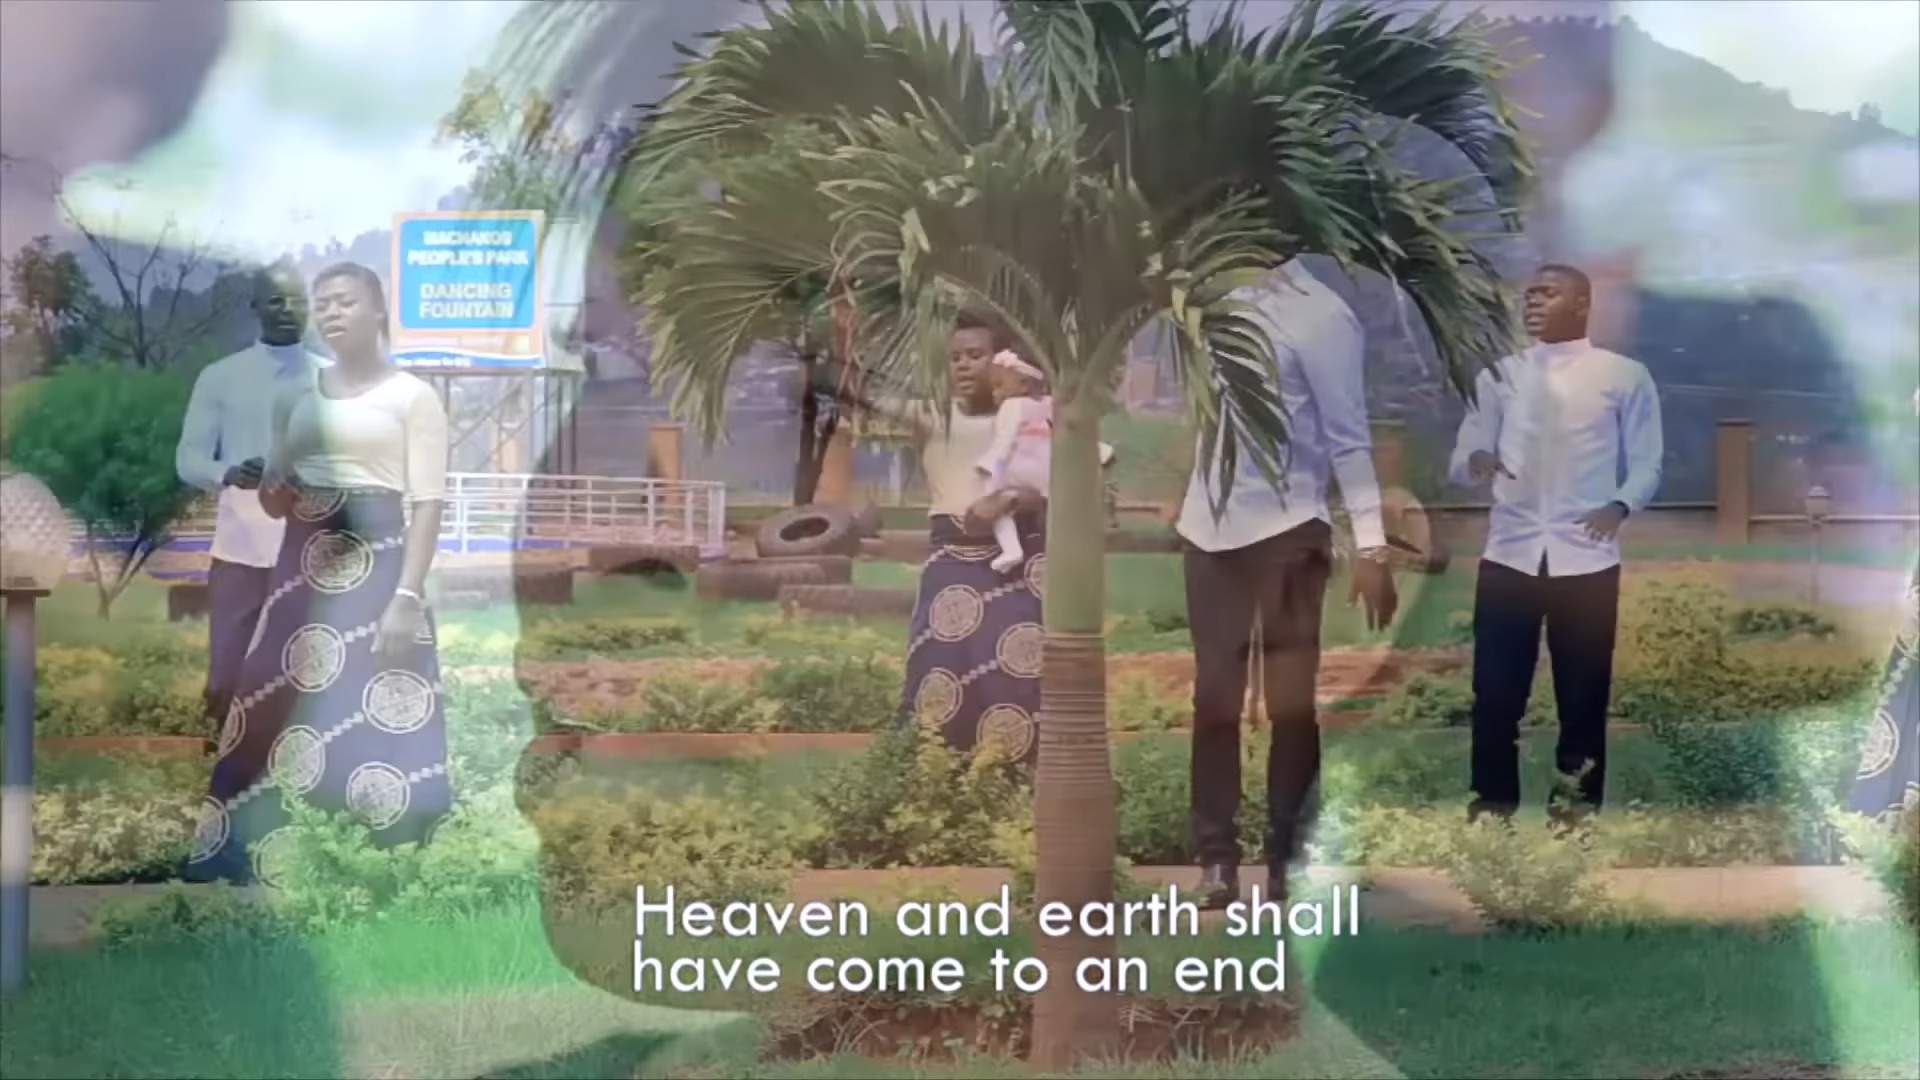 MACHAKOS
PEOPLE'S PARK
DANCING
FOUNTAIN
Heaven and earth shall
have come to an end